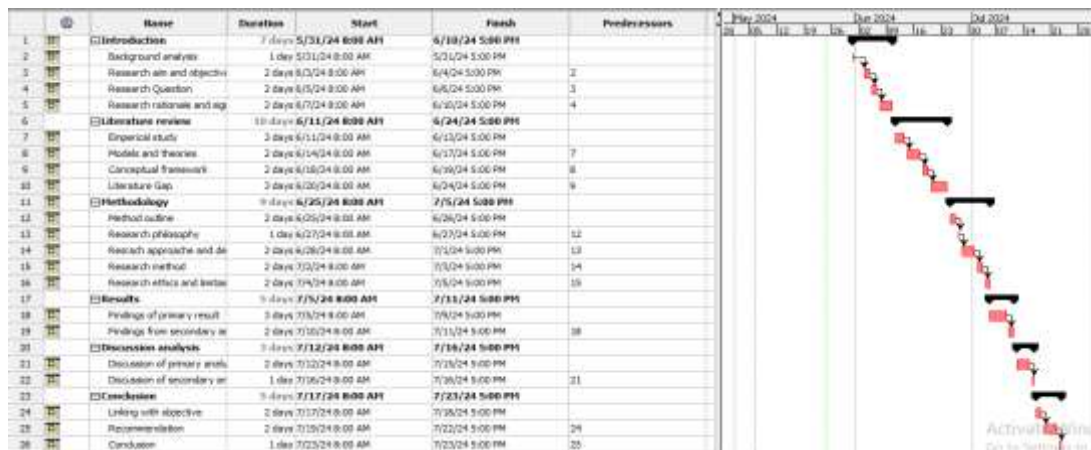 Name Duration Start Finish Predecessors May 2024 Jun 2024 Jul 2024
1 Introduction 7 days 5/31/24 8:00 AM 6/10/24 5:00 PM
2 Background analysis 1 day 5/31/24 8:00 AM 5/31/24 5:00 PM
3 Research aim and objectiv 2 days 6/3/24 8:00 AM 6/4/24 5:00 PM 2
4 Research Question 2 days 6/5/24 8:00 AM 6/6/24 5:00 PM 3
5 Research rationale and sig 2 days 6/7/24 8:00 AM 6/10/24 5:00 PM 4
6 Literature review 10 days 6/11/24 8:00 AM 6/24/24 5:00 PM
7 Emperical study 3 days 6/11/24 8:00 AM 6/13/24 5:00 PM
8 Models and theories 2 days 6/14/24 8:00 AM 6/17/24 5:00 PM 7
9 Conceptual framework 2 days 6/18/24 8:00 AM 6/19/24 5:00 PM 8
10 Literature Gap 3 days 6/20/24 8:00 AM 6/24/24 5:00 PM 9
11 Methodology 9 days 6/25/24 8:00 AM 7/5/24 5:00 PM
12 Method outline 2 days 6/25/24 8:00 AM 6/26/24 5:00 PM
13 Research philosophy 1 day 6/27/24 8:00 AM 6/27/24 5:00 PM 12
14 approache and de 2 days 6/28/24 8:00 AM 7/1/24 5:00 PM 13
15 Research method 2 days 7/2/24 8:00 AM 7/3/24 5:00 PM 14
16 Research ethics and 2 days 7/4/24 8:00 AM 7/5/24 5:00 PM 15
17 Results 5 days 7/5/24 8:00 AM 7/11/24 5:00 PM
18 Findings of primary result 3 days 7/5/24 8:00 AM 7/9/24 5:00 PM
19 Findings from secondary 2 days 7/10/24 8:00 AM 7/11/24 5:00 PM 18
20 Discussion analysis 3 days 7/12/24 8:00 AM 7/16/24 5:00 PM
21 Discussion of primary analy 2 days 7/12/24 8:00 AM 7/15/24 5:00 PM
22 Discussion of secondary 1 day 7/16/24 8:00 AM 7/16/24 5:00 PM 21
23 Conclusion 5 days 7/17/24 8:00 AM 7/23/24 5:00 PM
24 Linking with objective 2 days 7/17/24 8:00 AM 7/18/24 5:00 PM
25 Recommendation 2 days 7/19/24 8:00 AM 7/22/24 5:00 PM 24
26 Conclusion 1 day 7/23/24 8:00 AM 7/23/24 5:00 PM 25